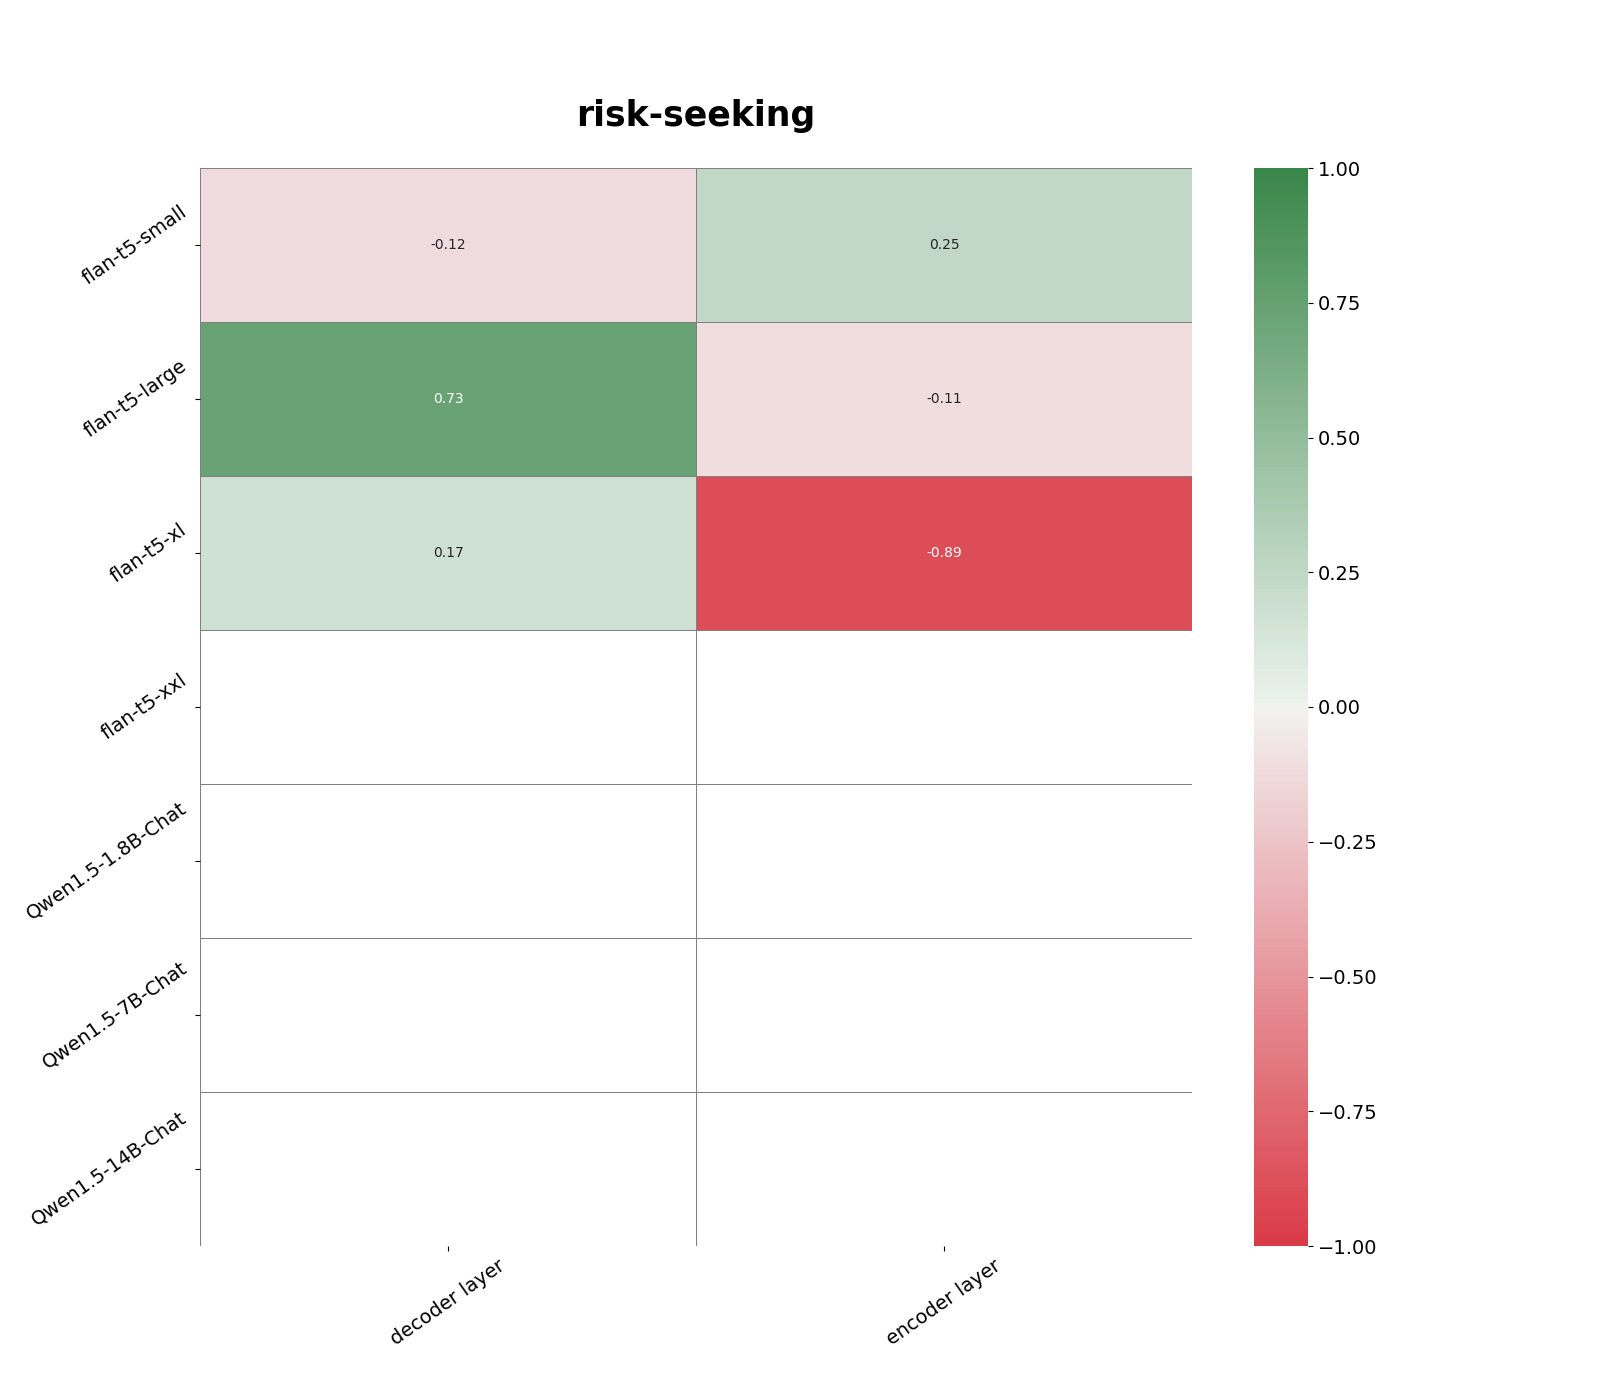 risk-seeking
flan-t5-small
-0.12
0.25
flan-t5-large
0.73
-0.11
flan-t5-xl
0.17
-0.89
flan-t5-xxl
Qwen1.5-1.8B-Chat
Qwen1.5-7B-Chat
Qwen1.5-14B-Chat
decoder layer
encoder layer
1.00
0.75
0.50
0.25
0.00
−0.25
−0.50
−0.75
−1.00